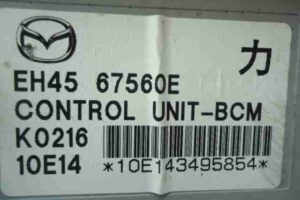 EH45 67560E 力
CONTROL UNIT-BCM
K0216
10E14 *10E143495854*